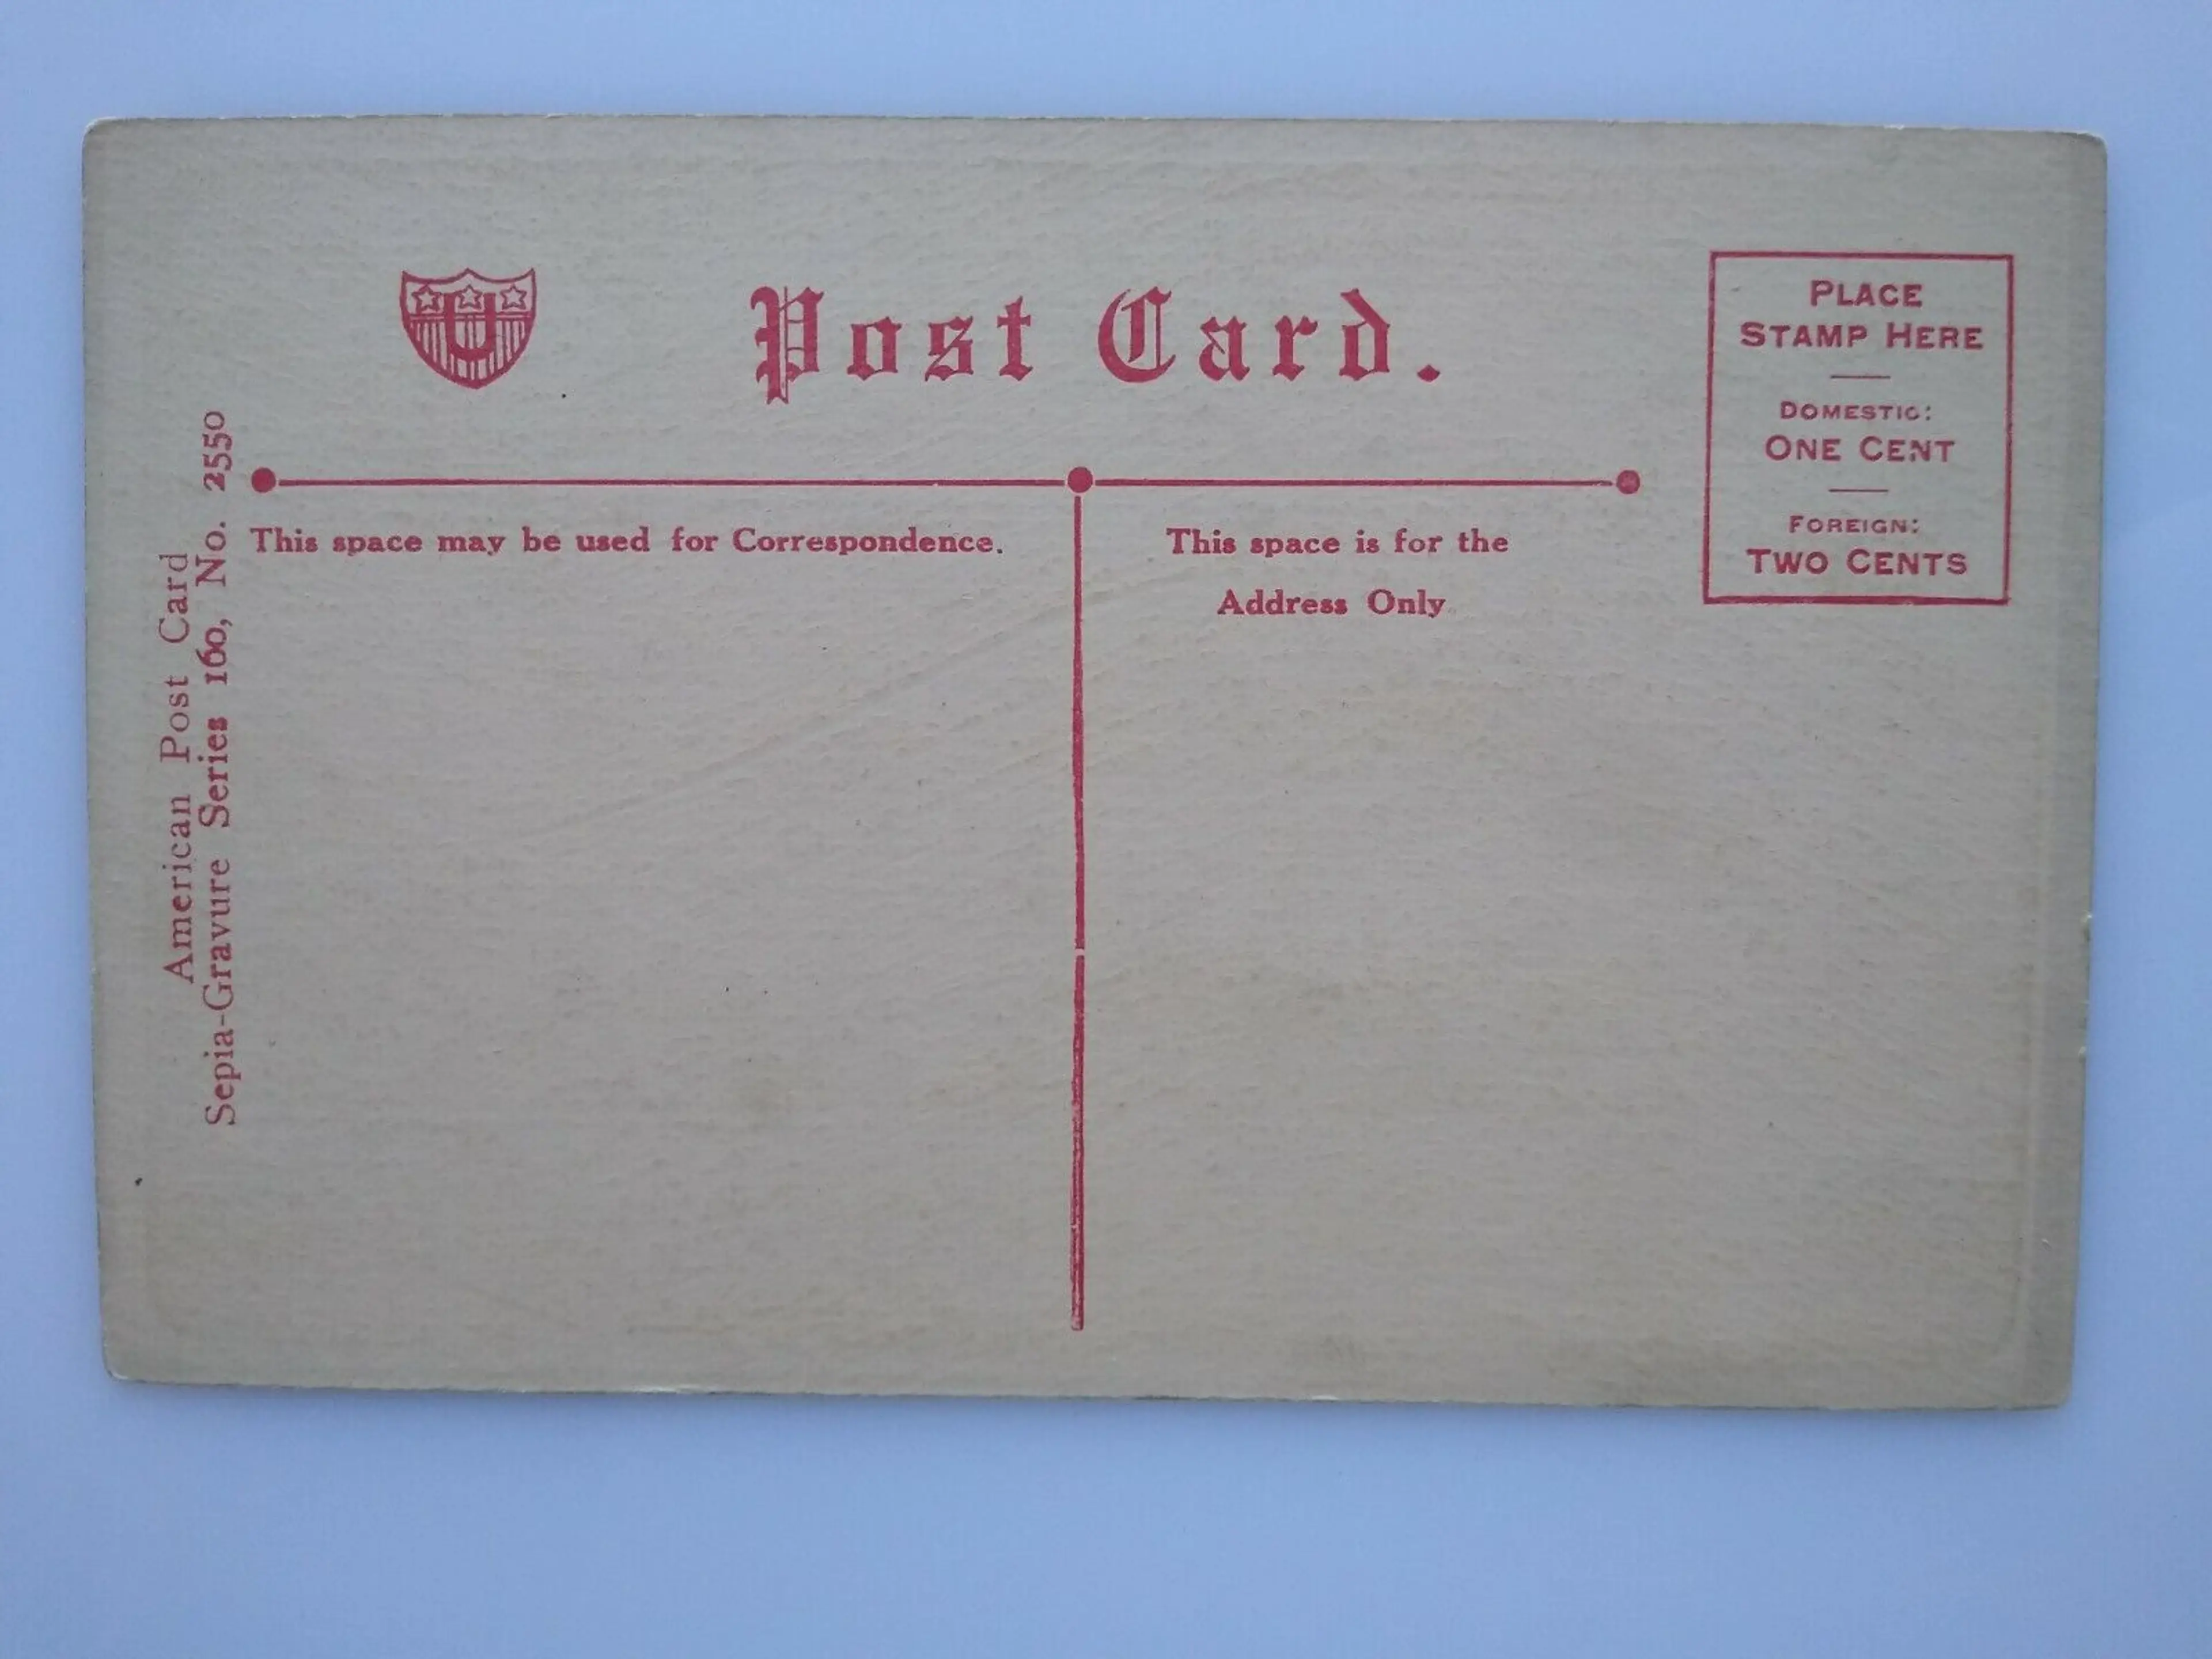 U
Post Card.
PLACE
STAMP HERE
DOMESTIC:
ONE CENT
FOREIGN:
TWO CENTS
This space may be used for Correspondence.
This space is for the
Address Only
American Post Card
Sepia-Gravure Series 160, No. 2550